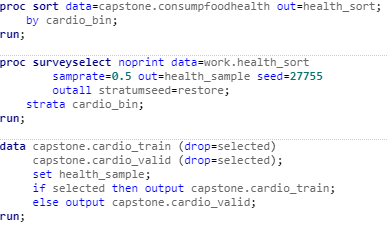 proc sort data=capstone.consumpfoodhealth out=health_sort;
by cardio_bin;
run;
proc surveyselect noprint data=work.health_sort
samprate=0.5 out=health_sample seed=27755
outall stratumseed=restore;
strata cardio_bin;
run;
data capstone.cardio_train (drop=selected)
capstone.cardio_valid (drop=selected);
set health_sample;
if selected then output capstone.cardio_train;
else output capstone.cardio_valid;
run;